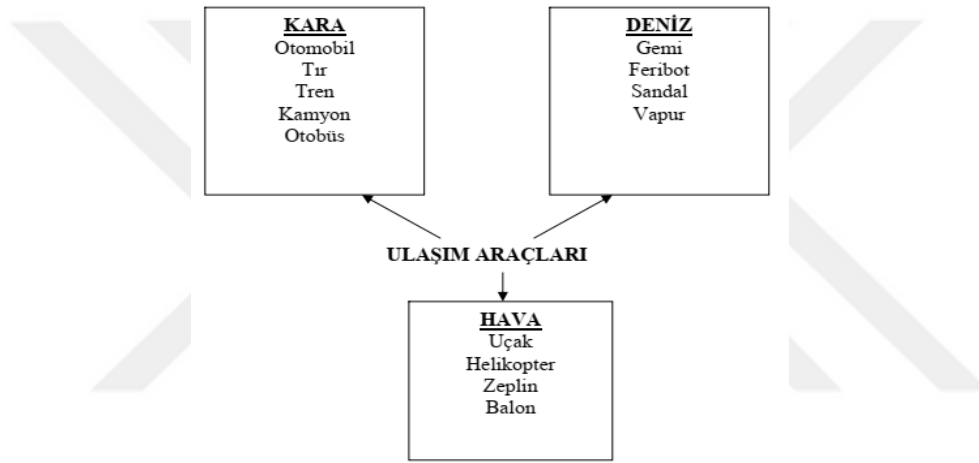 KARA
Otomobil
Tır
Tren
Kamyon
Otobüs
DENİZ
Gemi
Feribot
Sandal
Vapur
ULAŞIM ARAÇLARI
HAVA
Uçak
Helikopter
Zeplin
Balon